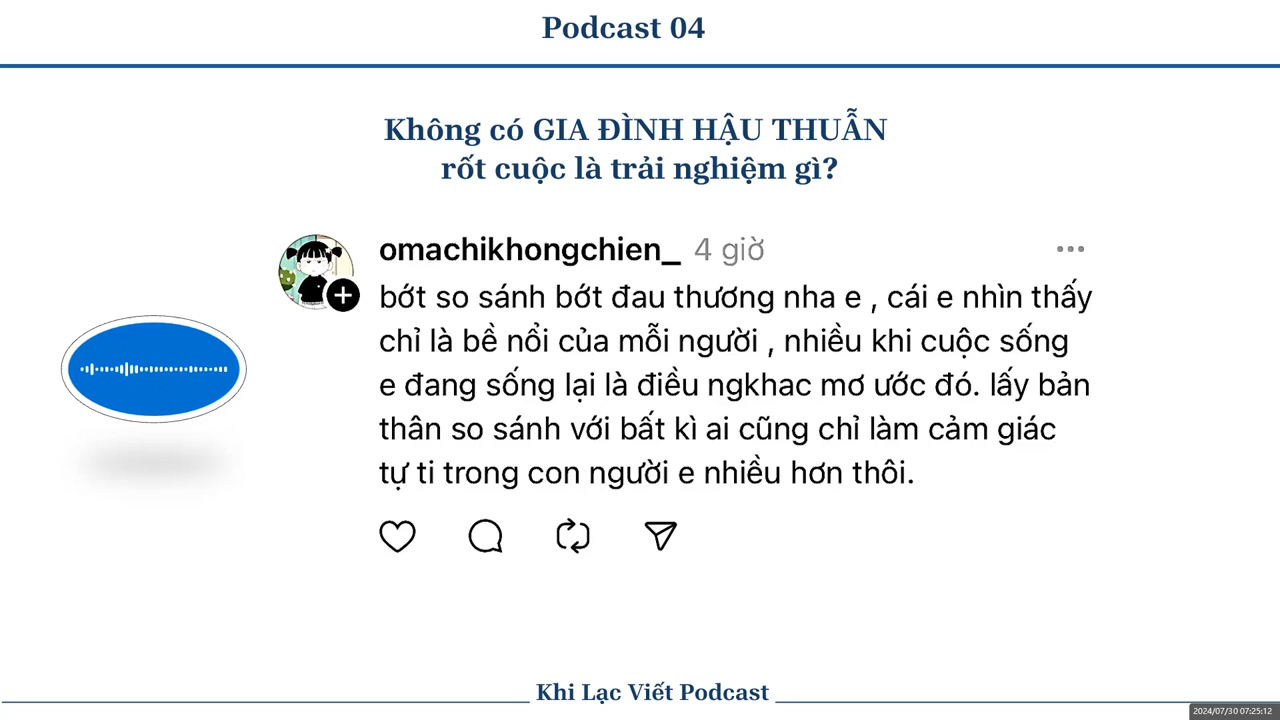 Podcast 04
Không có GIA ĐÌNH HẬU THUẪN
rốt cuộc là trải nghiệm gì?
omachikhongchien_ 4 giờ
bớt so sánh bớt đau thương nha e , cái e nhìn thấy
chỉ là bề nổi của mỗi người , nhiều khi cuộc sống
e đang sống lại là điều ngkhac mơ ước đó. lấy bản
thân so sánh với bất kì ai cũng chỉ làm cảm giác
tự ti trong con người e nhiều hơn thôi.
Khi Lạc Viết Podcast
2024/07/30 07:25:12